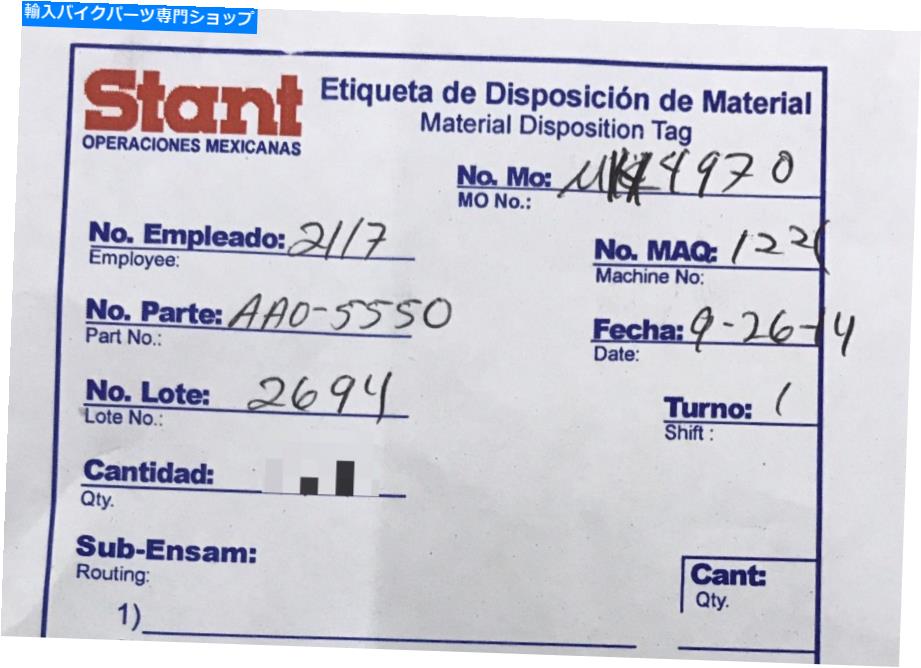 輸入バイクパーツ専門ショップ
Stant
OPERACIONES MEXICANAS
Etiqueta de Disposición de Material
Material Disposition Tag
No. Mo: 4970
MO No.:
No. Empleado: 2117
Employee:
No. MAQ: 1221
Machine No:
No. Parte: AAO-5550
Part No.:
Fecha: 9-26-14
Date:
No. Lote: 2694
Lote No.:
Turno: 1
Shift :
Cantidad:
Qty.
Sub-Ensam:
Routing:
Cant:
Qty.
1)